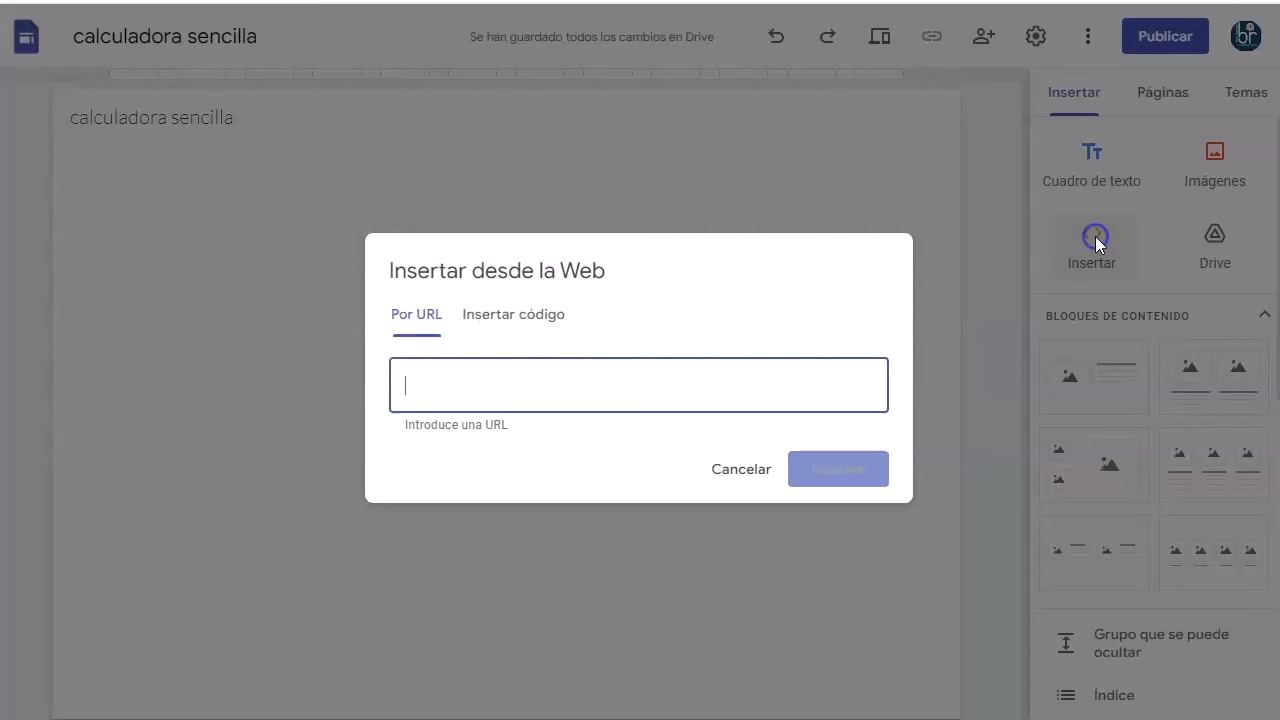 calculadora sencilla
Se han guardado todos los cambios en Drive
Publicar
br
Insertar
Páginas
Temas
calculadora sencilla
Cuadro de texto
Imágenes
Insertar
Drive
Insertar desde la Web
Por URL
Insertar código
Introduce una URL
Cancelar
BLOQUES DE CONTENIDO
Grupo que se puede
ocultar
Índice